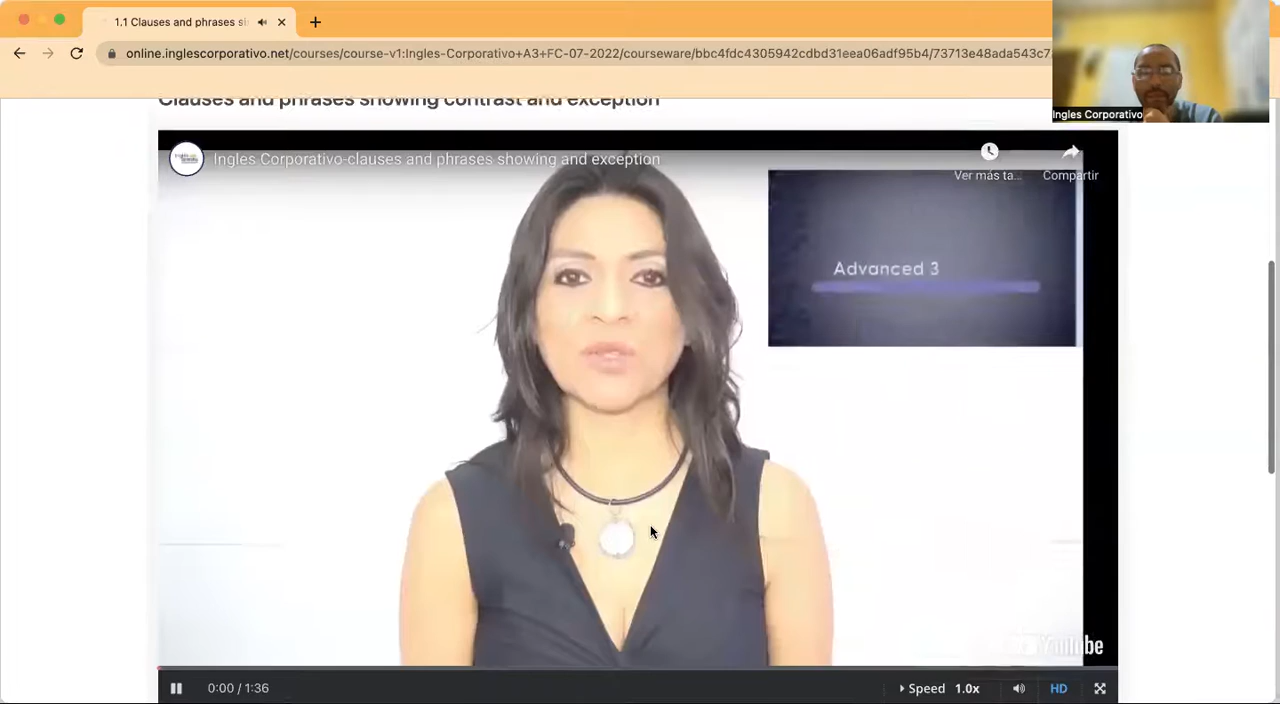 1.1 Clauses and phrases si
online.inglescorporativo.net/courses/course-v1:Ingles-Corporativo+A3+FC-07-2022/courseware/bbc4fdc4305942cdbd31eea06adf95b4/73713e48ada543c7
Ingles Corporativo
Clauses and phrases showing contrast and exception
Ingles Corporativo-clauses and phrases showing and exception
Ver más ta...
Compartir
Advanced 3
YouTube
0:00 / 1:36
Speed 1.0x
HD